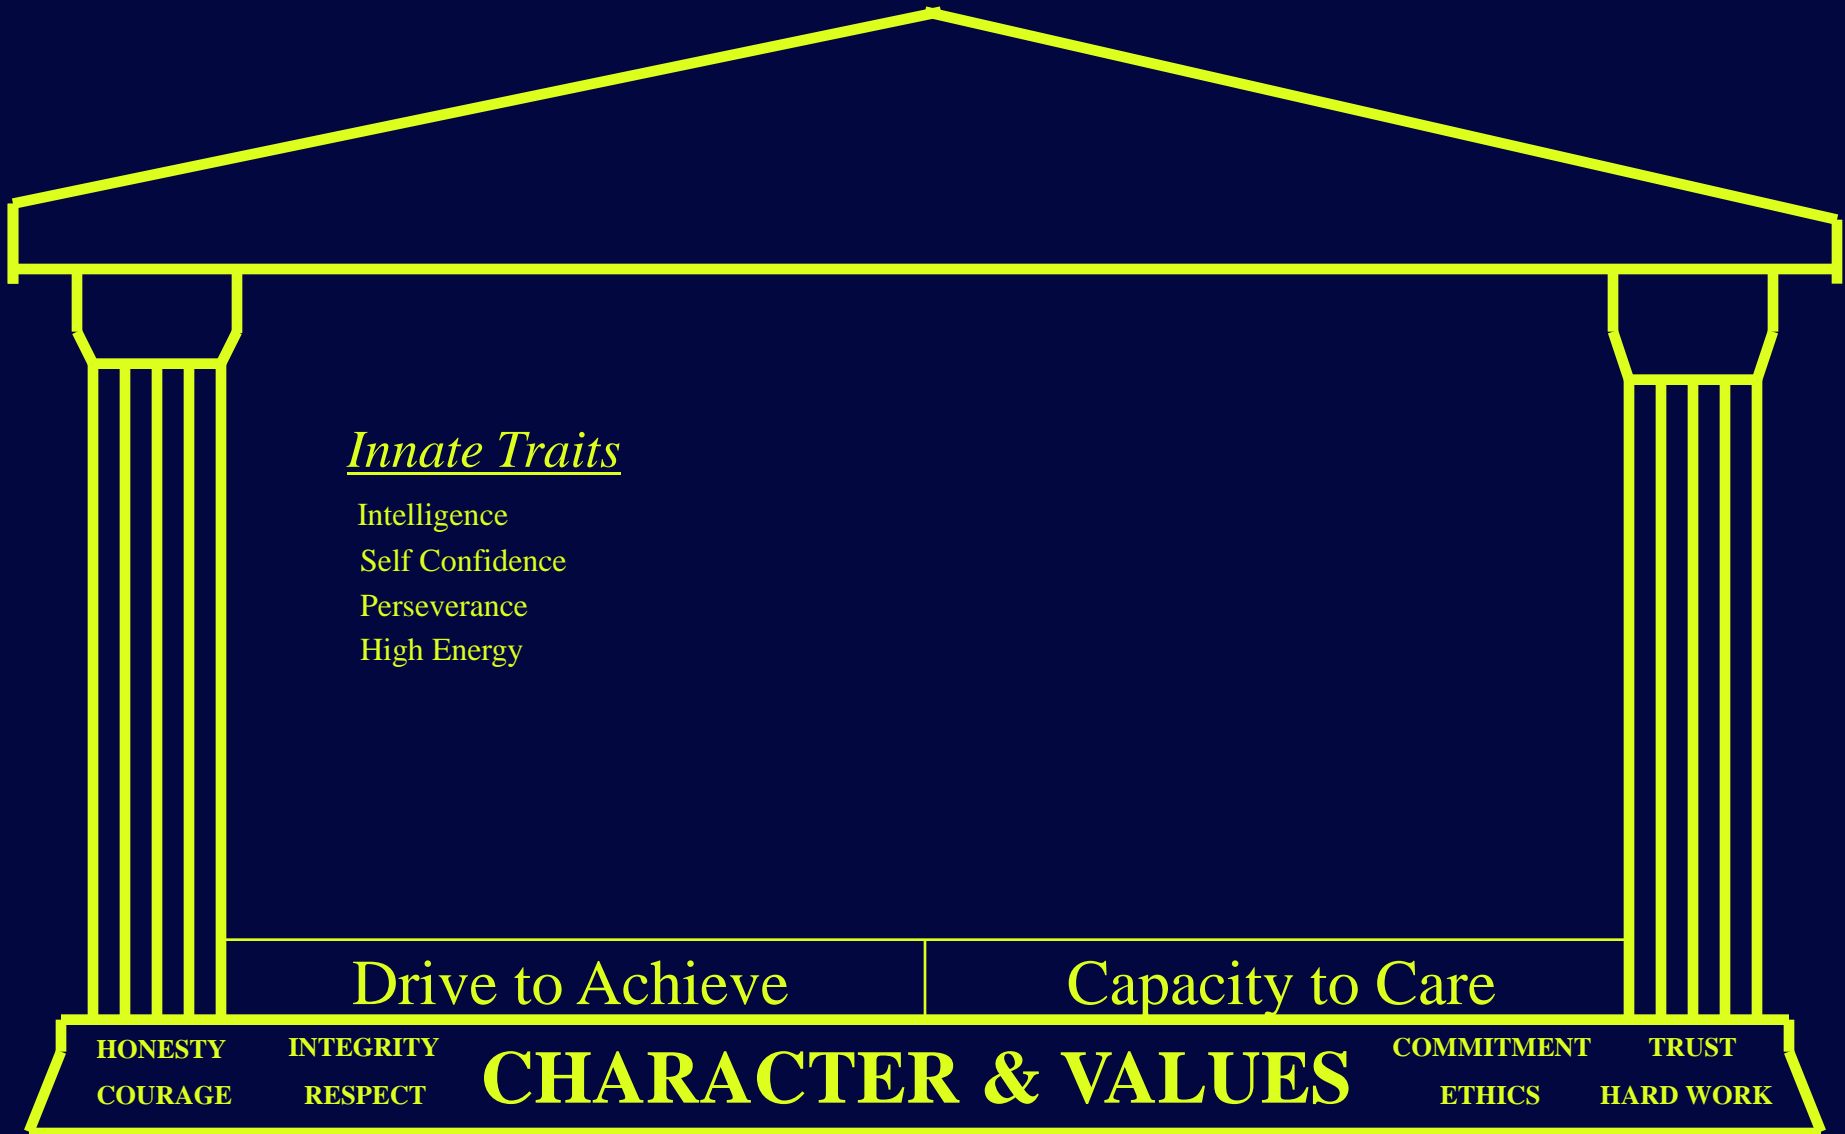 Innate Traits
Intelligence
Self Confidence
Perseverance
High Energy
Drive to Achieve Capacity to Care
HONESTY INTEGRITY CHARACTER & VALUES COMMITMENT TRUST
COURAGE RESPECT ETHICS HARD WORK